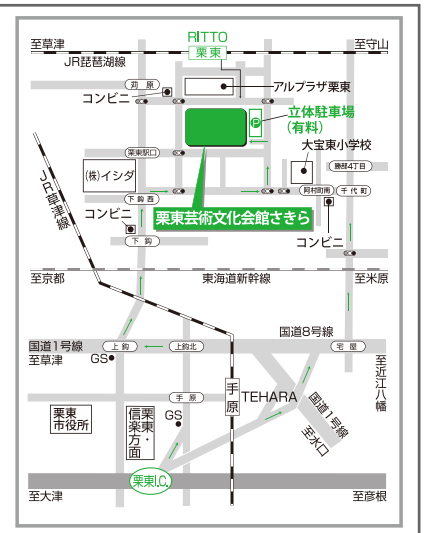 RITTO
至草津
栗東
至守山
JR琵琶湖線
苅原
アルプラザ栗東
コンビニ
立体駐車場
(有料)
P
大宝東小学校
栗東駅口
勝部4丁目
(株)イシダ
下鈎西
阿村町南
千代町
JR草津線
栗東芸術文化会館さきら
コンビニ
コンビニ
下鈎
至京都
東海道新幹線
至米原
国道8号線
国道1号線
上鈎
上鈎北
宅屋
至草津
GS
至近江八幡
手原
手原
TEHARA
国道1号線
至水口
栗東
市役所
栗東・
信楽方面
GS
栗東I.C.
至大津
至彦根